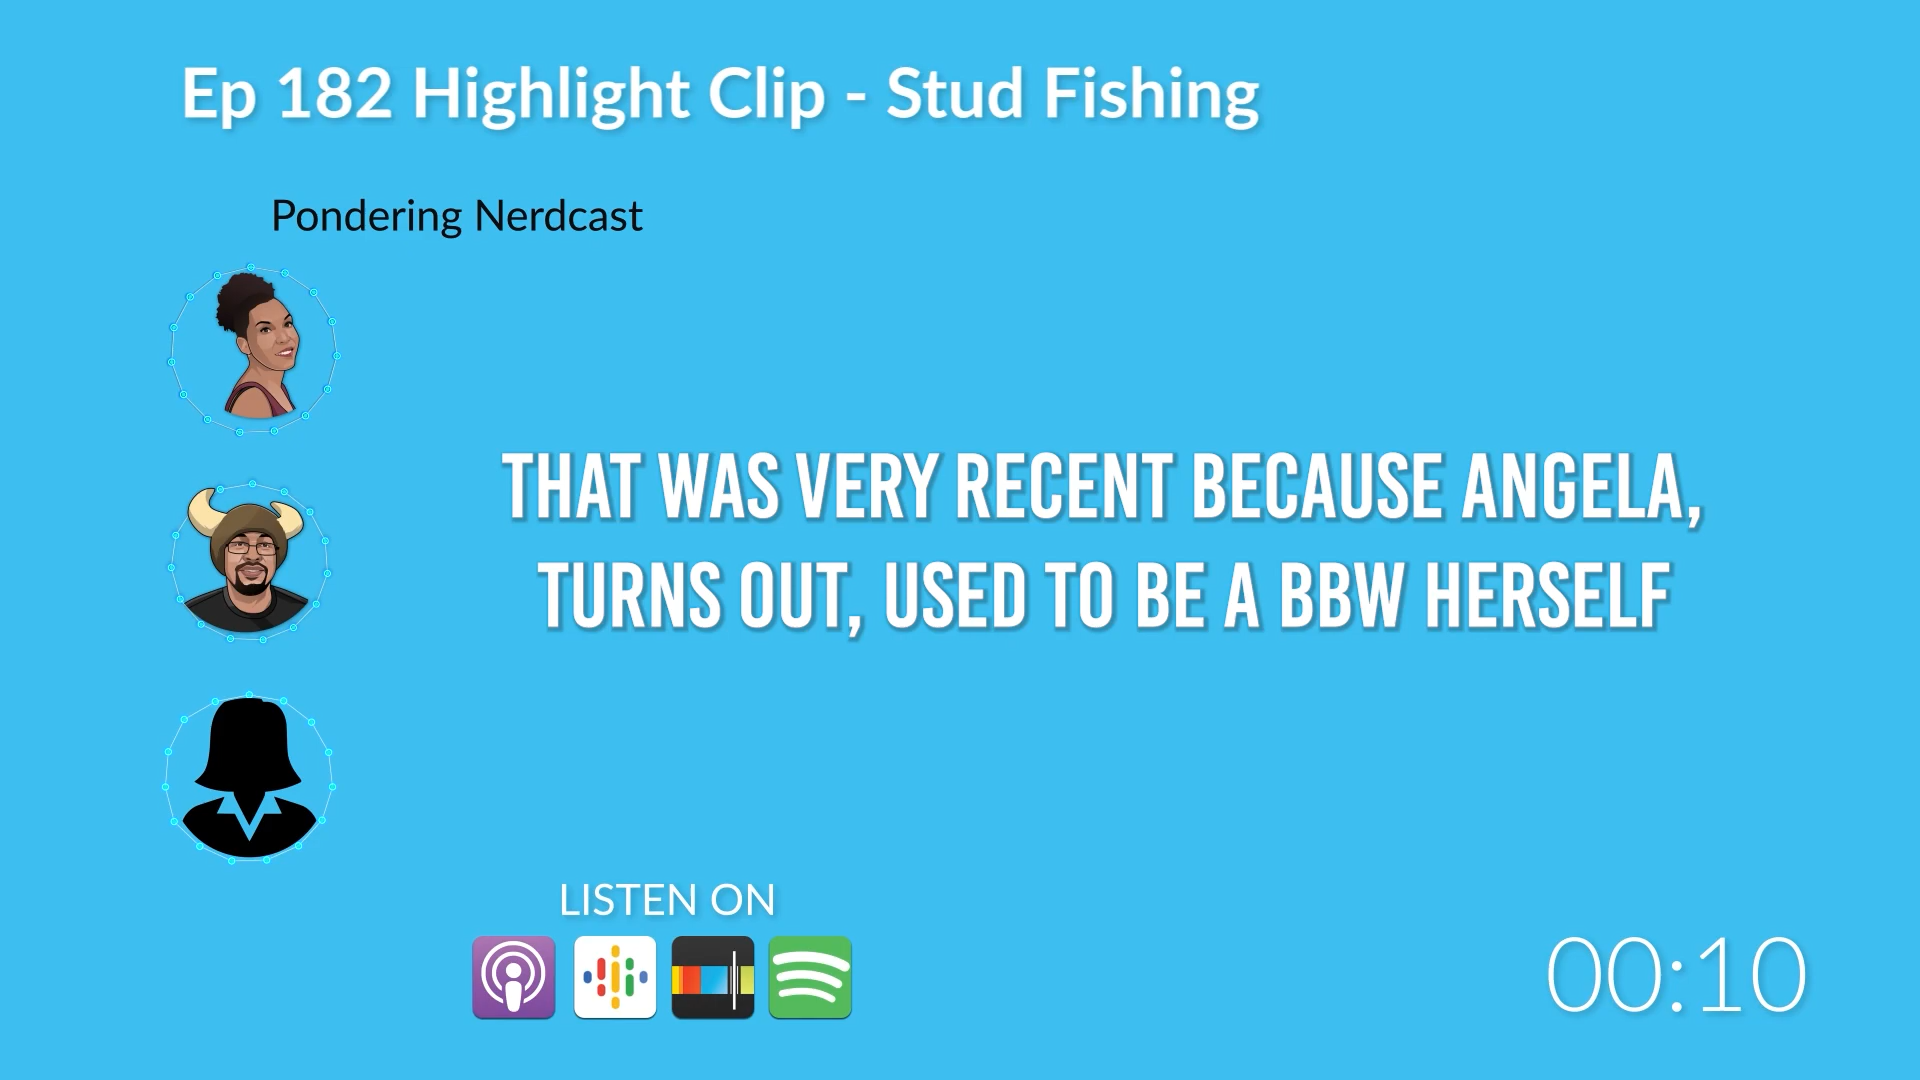 Ep 182 Highlight Clip - Stud Fishing
Pondering Nerdcast
THAT WAS VERY RECENT BECAUSE ANGELA,
TURNS OUT, USED TO BE A BBW HERSELF
LISTEN ON
00:10